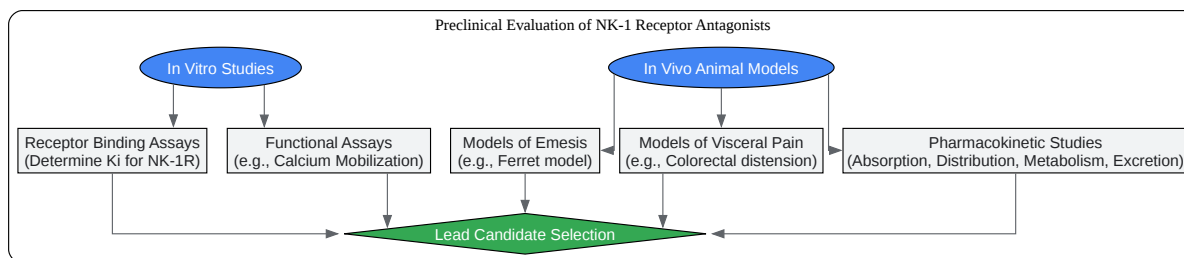 Preclinical Evaluation of NK-1 Receptor Antagonists
In Vitro Studies
In Vivo Animal Models
Receptor Binding Assays
(Determine Ki for NK-1R)
Functional Assays
(e.g., Calcium Mobilization)
Models of Emesis
(e.g., Ferret model)
Models of Visceral Pain
(e.g., Colorectal distension)
Pharmacokinetic Studies
(Absorption, Distribution, Metabolism, Excretion)
Lead Candidate Selection